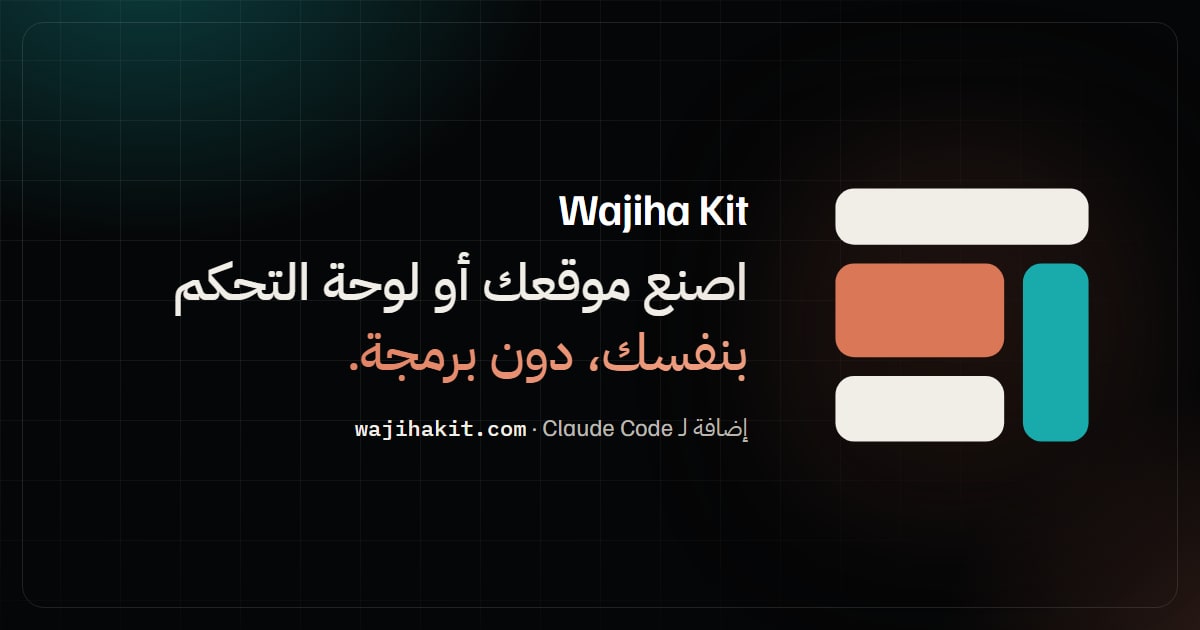 Wajiha Kit
اصنع موقعك أو لوحة التحكم
بنفسك، دون برمجة.
إضافة لـ Claude Code · wajihakit.com